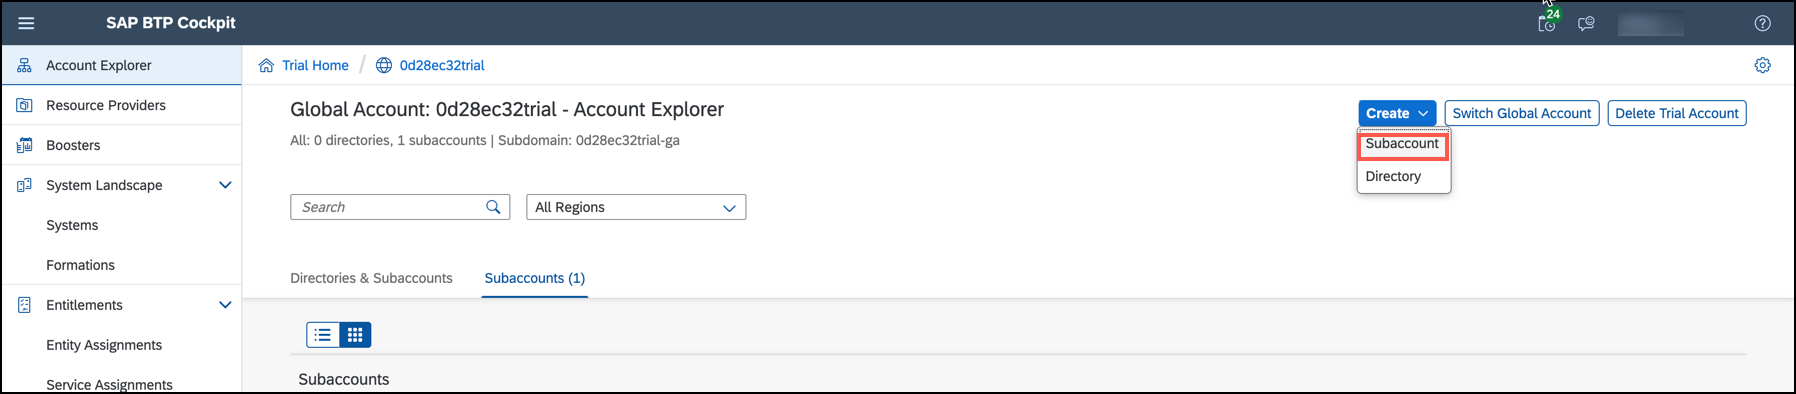 SAP BTP Cockpit
24
Account Explorer
Trial Home / 0d28ec32trial
Resource Providers
Global Account: 0d28ec32trial - Account Explorer
Create
Switch Global Account
Delete Trial Account
All: 0 directories, 1 subaccounts | Subdomain: 0d28ec32trial-ga
Subaccount
Directory
Boosters
System Landscape
Search
All Regions
Systems
Formations
Directories & Subaccounts
Subaccounts (1)
Entitlements
Entity Assignments
Service Assignments
Subaccounts